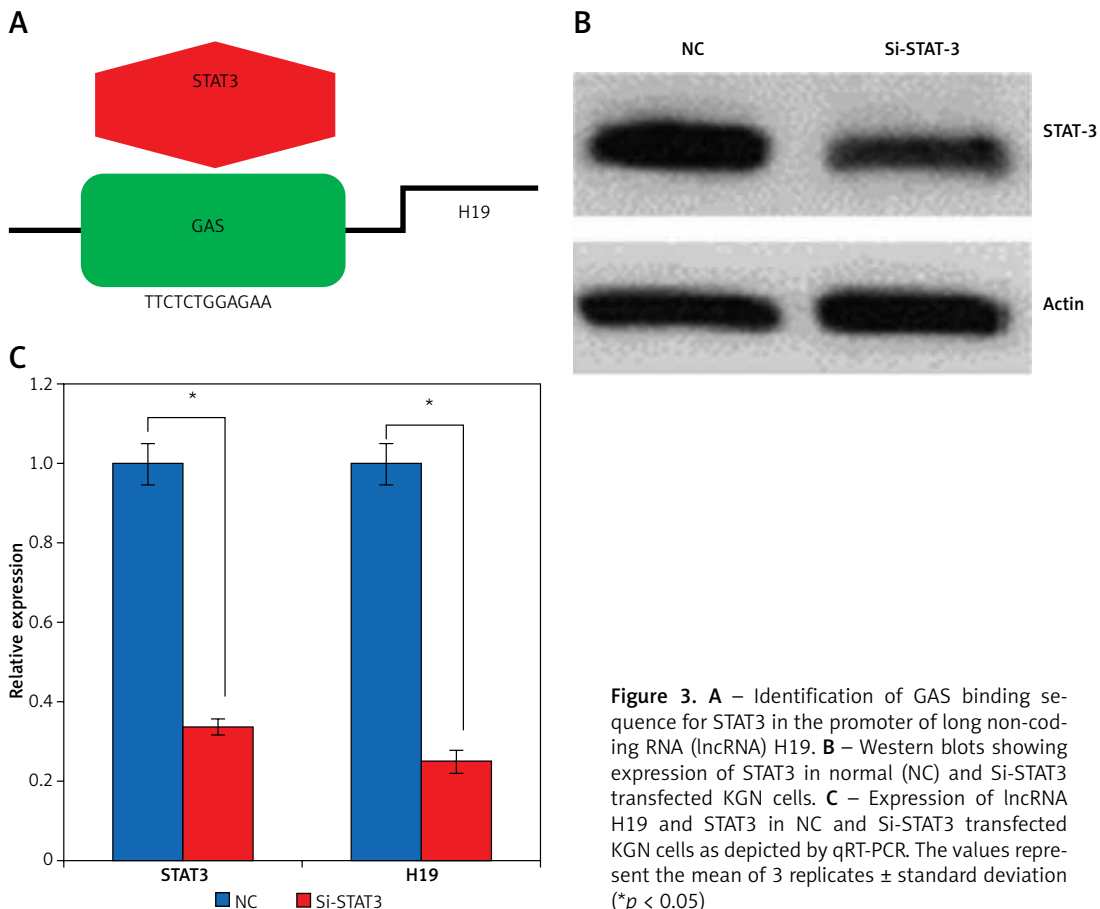 A
STAT3
GAS
H19
TTCTCTGGAGAA
B
NC Si-STAT-3
STAT-3
Actin
C
1.2
1.0
0.8
0.6
0.4
0.2
0
Relative expression
* *
STAT3 H19
NC Si-STAT3
Figure 3. A – Identification of GAS binding se-
quence for STAT3 in the promoter of long non-cod-
ing RNA (lncRNA) H19. B – Western blots showing
expression of STAT3 in normal (NC) and Si-STAT3
transfected KGN cells. C – Expression of lncRNA
H19 and STAT3 in NC and Si-STAT3 transfected
KGN cells as depicted by qRT-PCR. The values repre-
sent the mean of 3 replicates ± standard deviation
(*p < 0.05)